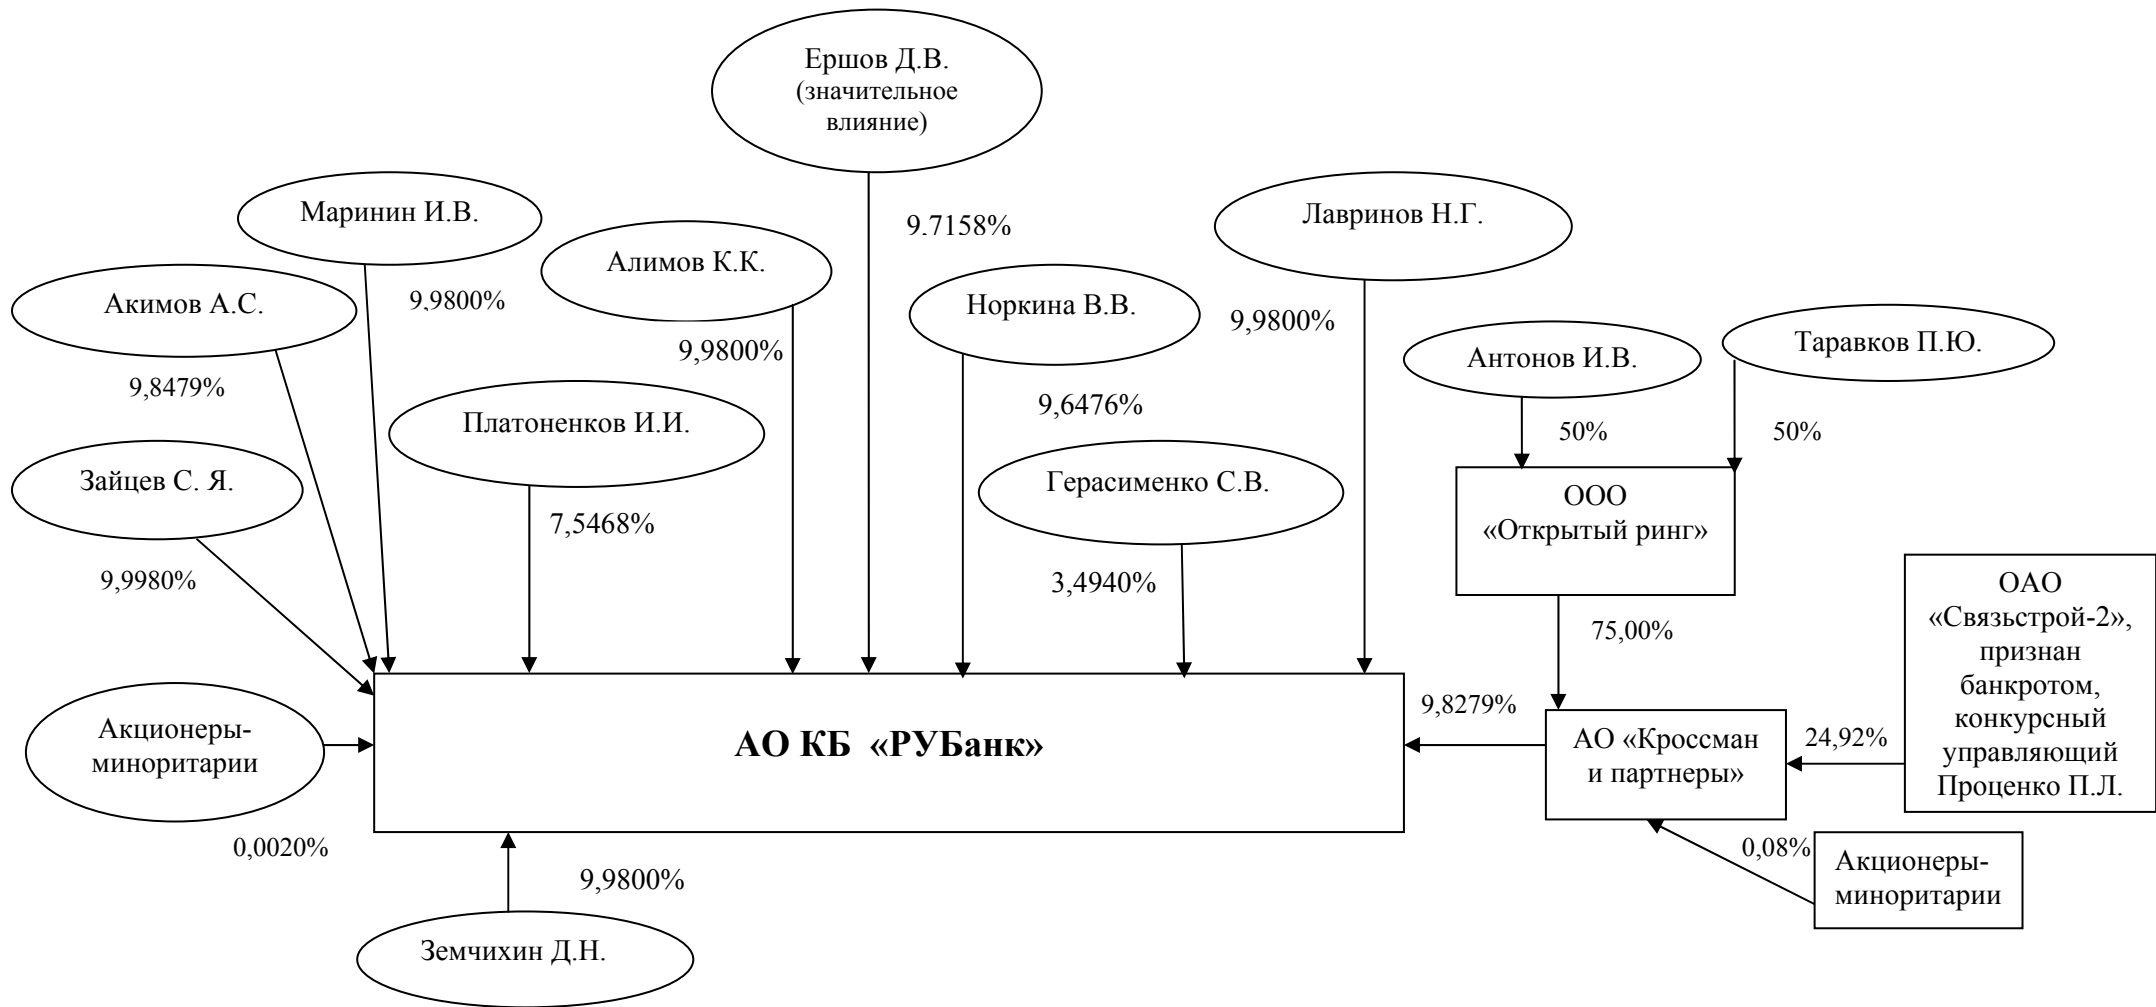 Ершов Д.В.
(значительное
влияние)
Маринин И.В.
9,9800%
Алимов К.К.
9,9800%
9,7158%
Лавринов Н.Г.
9,9800%
Акимов А.С.
9,8479%
Норкина В.В.
9,6476%
Антонов И.В.
50%
Таравков П.Ю.
50%
Платоненков И.И.
7,5468%
Зайцев С. Я.
9,9980%
Герасименко С.В.
3,4940%
ООО
«Открытый ринг»
75,00%
ОАО
«Связьстрой-2»,
признан
банкротом,
конкурсный
управляющий
Проценко П.Л.
24,92%
Акционеры-
миноритарии
0,0020%
АО КБ «РУБанк»
9,8279%
АО «Кроссман
и партнеры»
0,08%
Акционеры-
миноритарии
9,9800%
Земчихин Д.Н.